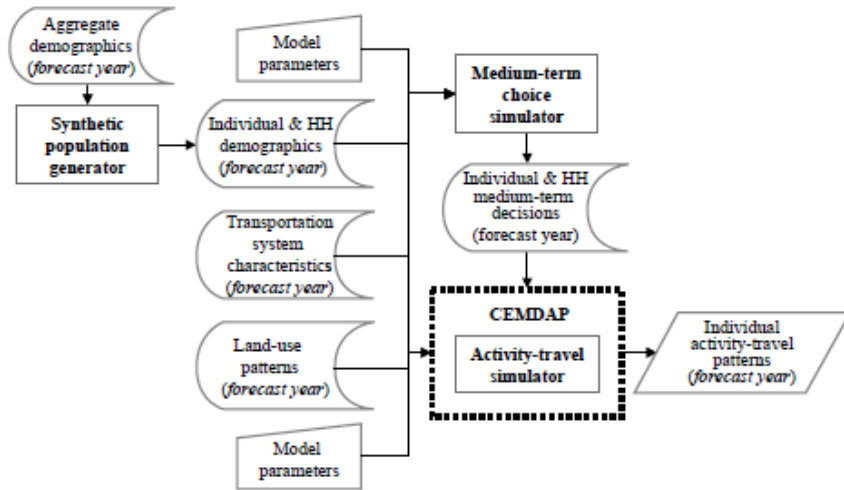 Aggregate
demographics
(forecast year)
Synthetic
population
generator
Model
parameters
Individual & HH
demographics
(forecast year)
Transportation
system
characteristics
(forecast year)
Land-use
patterns
(forecast year)
Model
parameters
Medium-term
choice
simulator
Individual & HH
medium-term
decisions
(forecast year)
CEMDAP
Activity-travel
simulator
Individual
activity-travel
patterns
(forecast year)